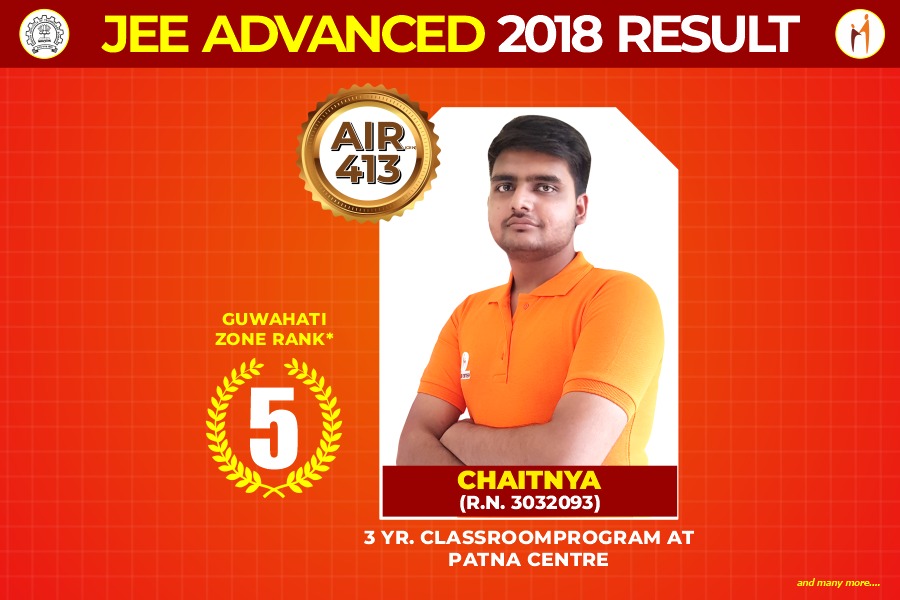 JEE ADVANCED 2018 RESULT
AIR
413
GUWAHATI
ZONE RANK*
5
CHAITNYA
(R.N. 3032093)
3 YR. CLASSROOMPROGRAM AT
PATNA CENTRE
and many more....